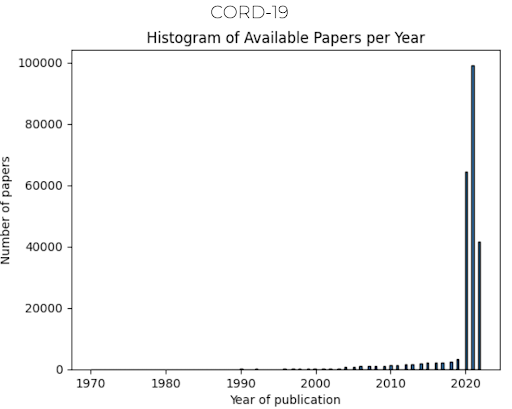 CORD-19
Histogram of Available Papers per Year
100000
80000
60000
40000
20000
0
Number of papers
1970 1980 1990 2000 2010 2020
Year of publication